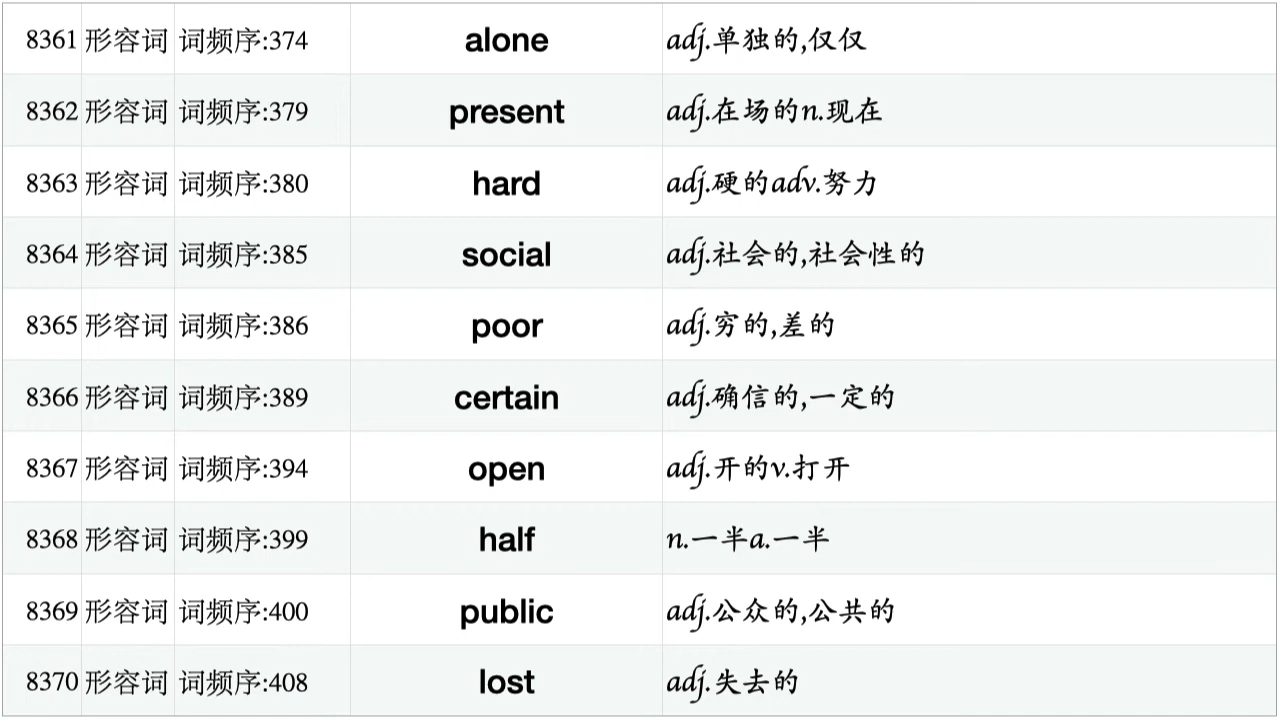 8361 形容词 词频序:374 alone adj.单独的,仅仅
8362 形容词 词频序:379 present adj.在场的n.现在
8363 形容词 词频序:380 hard adj.硬的adv.努力
8364 形容词 词频序:385 social adj.社会的,社会性的
8365 形容词 词频序:386 poor adj.穷的,差的
8366 形容词 词频序:389 certain adj.确信的,一定的
8367 形容词 词频序:394 open adj.开的v.打开
8368 形容词 词频序:399 half n.一半a.一半
8369 形容词 词频序:400 public adj.公众的,公共的
8370 形容词 词频序:408 lost adj.失去的